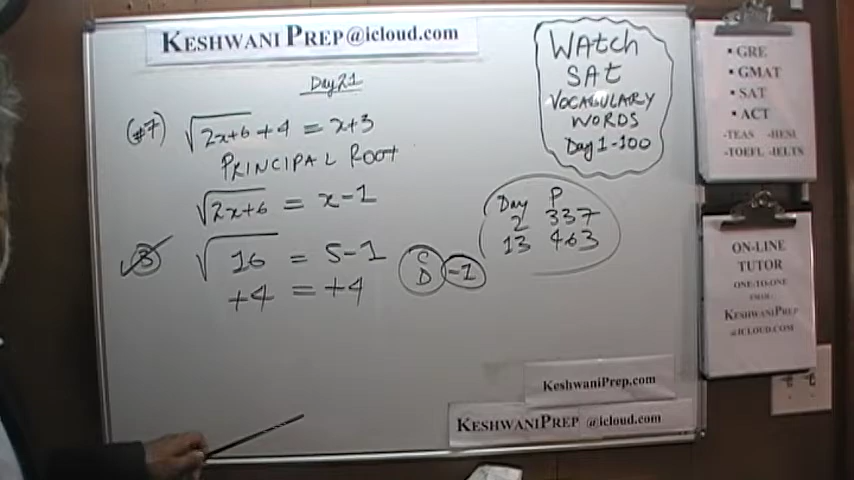 KESHWANI PREP@icloud.com
Day 21
(#7) √2x+6 + 4 = x+3
PRINCIPAL ROOT
√2x+6 = x-1
√16 = 5-1
+4 = +4
C
D -1
WAtch
SAt
VOCABULARY
WORDS
Day 1-100
Day P
2 337
13 463
• GRE
• GMAT
• SAT
• ACT
-TEAS -HESI
-TOEFL -IELTS
ON-LINE
TUTOR
ONE-TO-ONE
KESHWANIPREP
@ICLOUD.COM
KeshwaniPrep.com
KESHWANIPREP @icloud.com